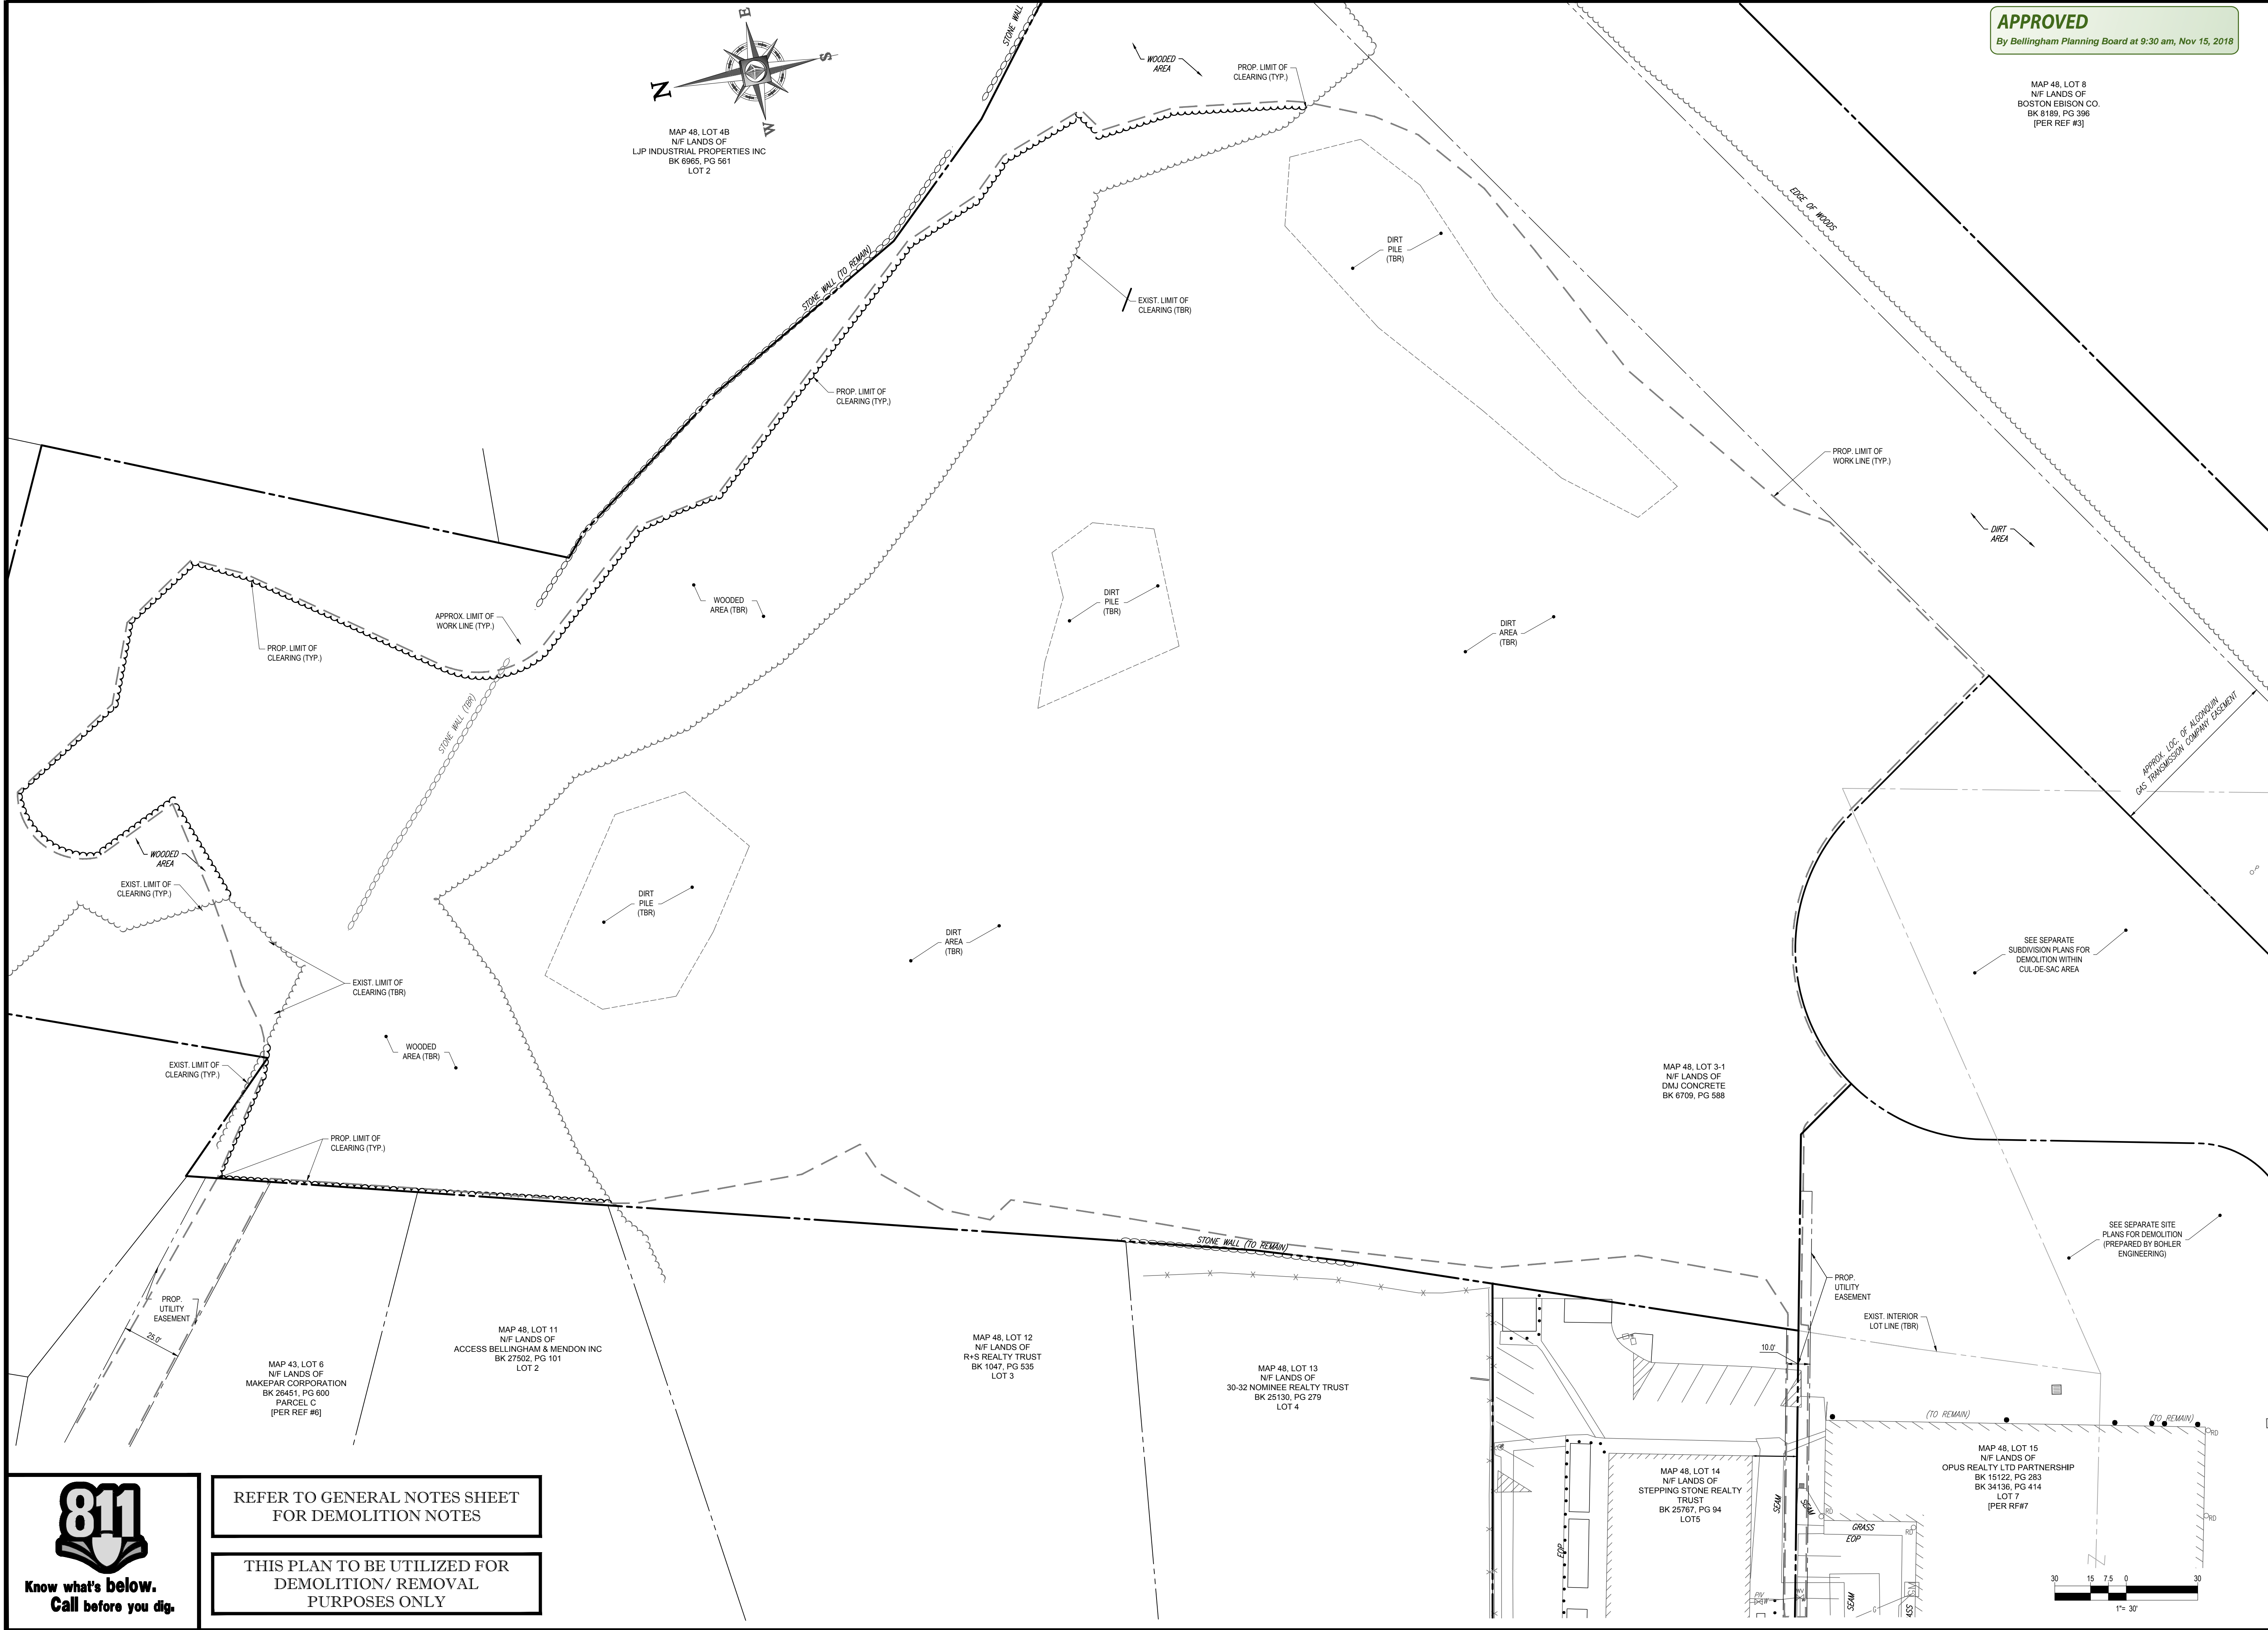 APPROVED
By Bellingham Planning Board at 9:30 am, Nov 15, 2018
E
S
N
W
STONE WALL
WOODED
AREA
PROP. LIMIT OF
CLEARING (TYP.)
MAP 48, LOT 8
N/F LANDS OF
BOSTON EBISON CO.
BK 8189, PG 396
[PER REF #3]
MAP 48, LOT 4B
N/F LANDS OF
LJP INDUSTRIAL PROPERTIES INC
BK 6965, PG 561
LOT 2
EDGE OF WOODS
STONE WALL (TO REMAIN)
DIRT
PILE
(TBR)
EXIST. LIMIT OF
CLEARING (TBR)
PROP. LIMIT OF
CLEARING (TYP.)
PROP. LIMIT OF
WORK LINE (TYP.)
DIRT
AREA
WOODED
AREA (TBR)
APPROX. LIMIT OF
WORK LINE (TYP.)
DIRT
PILE
(TBR)
DIRT
AREA
(TBR)
PROP. LIMIT OF
CLEARING (TYP.)
STONE WALL (TBR)
APPROX. LOC. OF ALGONQUIN
GAS TRANSMISSION COMPANY EASEMENT
WOODED
AREA
EXIST. LIMIT OF
CLEARING (TYP.)
DIRT
PILE
(TBR)
DIRT
AREA
(TBR)
SEE SEPARATE
SUBDIVISION PLANS FOR
DEMOLITION WITHIN
CUL-DE-SAC AREA
EXIST. LIMIT OF
CLEARING (TBR)
WOODED
AREA (TBR)
EXIST. LIMIT OF
CLEARING (TYP.)
MAP 48, LOT 3-1
N/F LANDS OF
DMJ CONCRETE
BK 6709, PG 588
PROP. LIMIT OF
CLEARING (TYP.)
STONE WALL (TO REMAIN)
SEE SEPARATE SITE
PLANS FOR DEMOLITION
(PREPARED BY BOHLER
ENGINEERING)
PROP.
UTILITY
EASEMENT
25.0'
PROP.
UTILITY
EASEMENT
EXIST. INTERIOR
LOT LINE (TBR)
10.0'
MAP 43, LOT 6
N/F LANDS OF
MAKEPAR CORPORATION
BK 26451, PG 600
PARCEL C
[PER REF #6]
MAP 48, LOT 11
N/F LANDS OF
ACCESS BELLINGHAM & MENDON INC
BK 27502, PG 101
LOT 2
MAP 48, LOT 12
N/F LANDS OF
R+S REALTY TRUST
BK 1047, PG 535
LOT 3
MAP 48, LOT 13
N/F LANDS OF
30-32 NOMINEE REALTY TRUST
BK 25130, PG 279
LOT 4
(TO REMAIN)
(TO REMAIN)
RD
MAP 48, LOT 14
N/F LANDS OF
STEPPING STONE REALTY
TRUST
BK 25767, PG 94
LOT5
MAP 48, LOT 15
N/F LANDS OF
OPUS REALTY LTD PARTNERSHIP
BK 15122, PG 283
BK 34136, PG 414
LOT 7
[PER RF#7
SEAM
SEAM
RD
GRASS
EOP
RD
RD
EOP
PIV
W
SEAM
G
GM
ASS
811
Know what's below.
Call before you dig.
REFER TO GENERAL NOTES SHEET
FOR DEMOLITION NOTES
THIS PLAN TO BE UTILIZED FOR
DEMOLITION/ REMOVAL
PURPOSES ONLY
30 15 7.5 0 30
1"= 30'